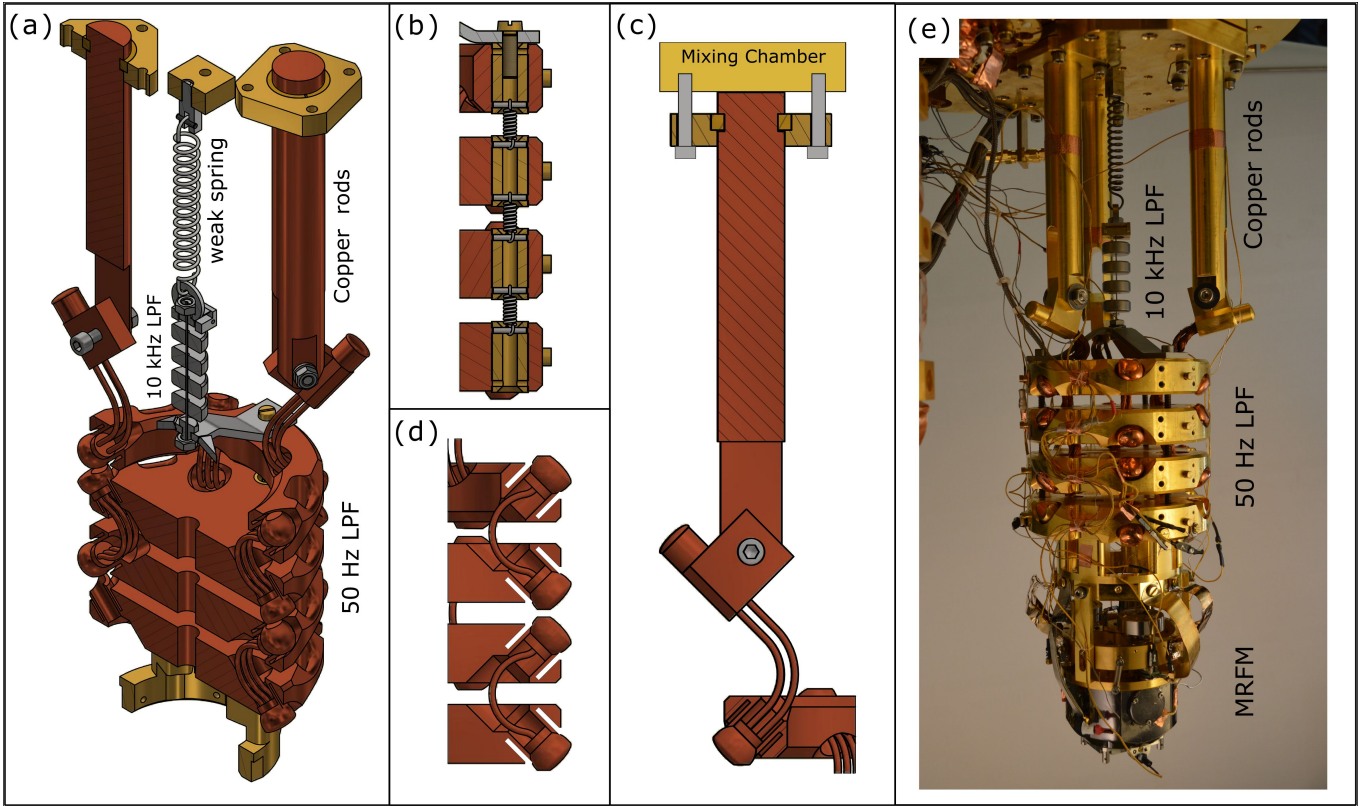 (a)
weak spring
Copper rods
10 kHz LPF
50 Hz LPF
(b)
(c)
Mixing Chamber
(d)
(e)
Copper rods
10 kHz LPF
50 Hz LPF
MRFM